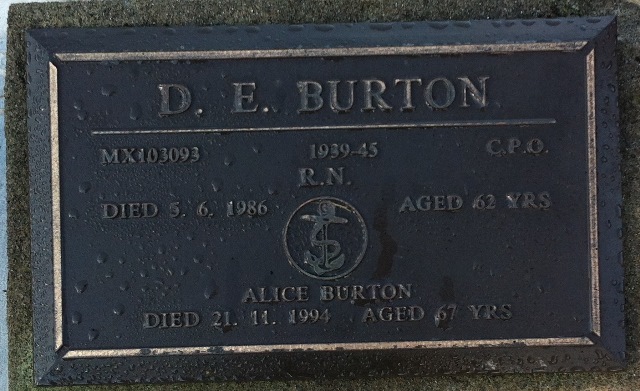 D. E. BURTON
MX103093 1939-45 C.P.O.
R.N.
DIED 5. 6. 1986 AGED 62 YRS
ALICE BURTON
DIED 21. 11. 1994 AGED 67 YRS